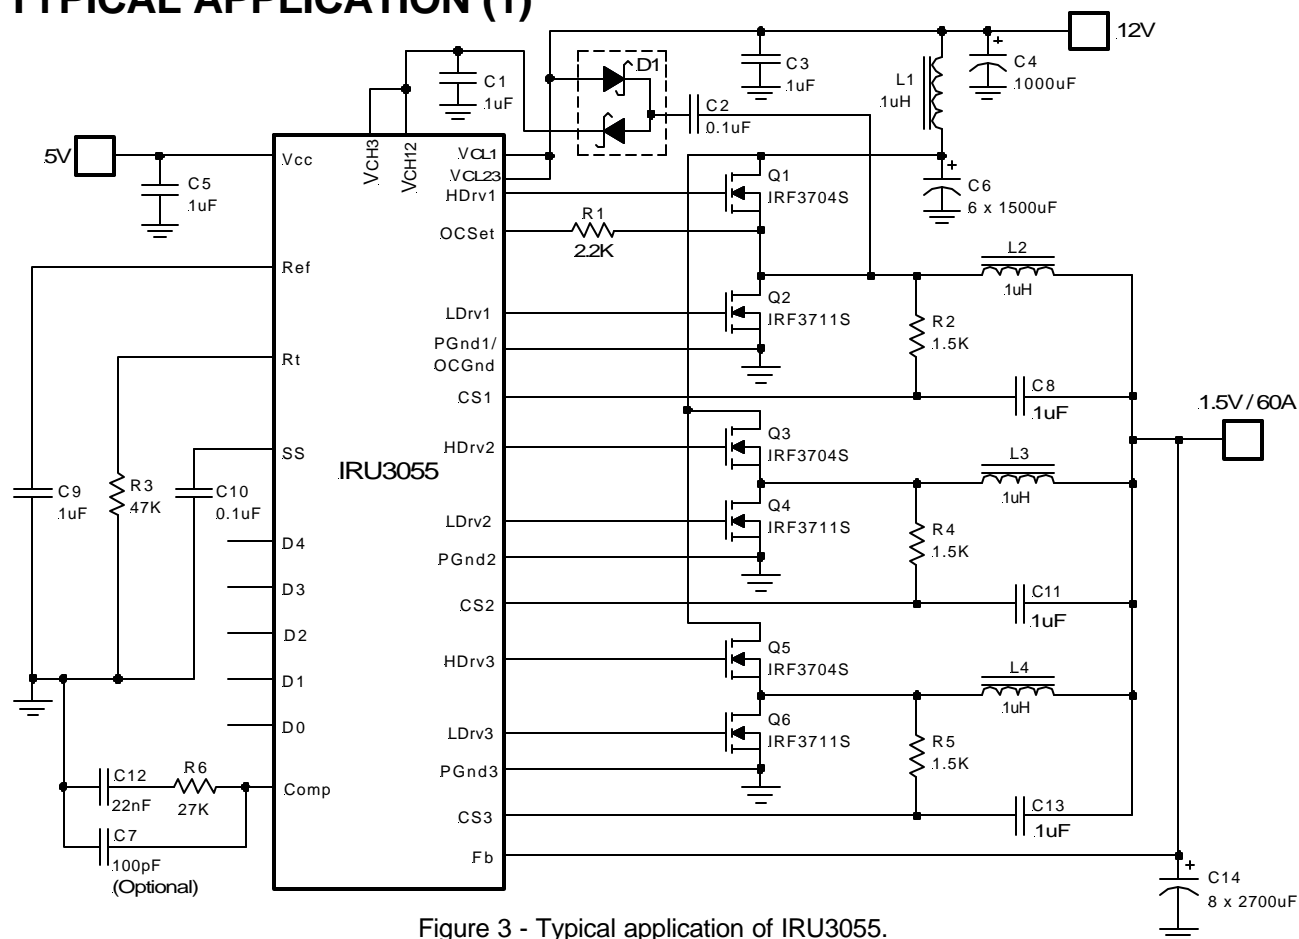 TYPICAL APPLICATION (1)
12V
D1
C1
1uF
C3
1uF
L1
1uH
C4
1000uF
C2
0.1uF
5V
C5
1uF
Vcc
VCH3
VCH12
VCL1
VCL23
HDrv1
Q1
IRF3704S
C6
6 x 1500uF
OCSet
R1
2.2K
Ref
L2
1uH
LDrv1
Q2
IRF3711S
R2
1.5K
PGnd1/
OCGnd
Rt
CS1
C8
1uF
1.5V / 60A
HDrv2
Q3
IRF3704S
SS
IRU3055
L3
1uH
C9
1uF
R3
47K
C10
0.1uF
LDrv2
Q4
IRF3711S
R4
1.5K
D4
PGnd2
D3
CS2
C11
1uF
D2
HDrv3
Q5
IRF3704S
D1
L4
1uH
D0
LDrv3
Q6
IRF3711S
R5
1.5K
PGnd3
C12
22nF
R6
27K
Comp
CS3
C13
1uF
C7
100pF
(Optional)
Fb
C14
8 x 2700uF
Figure 3 - Typical application of IRU3055.